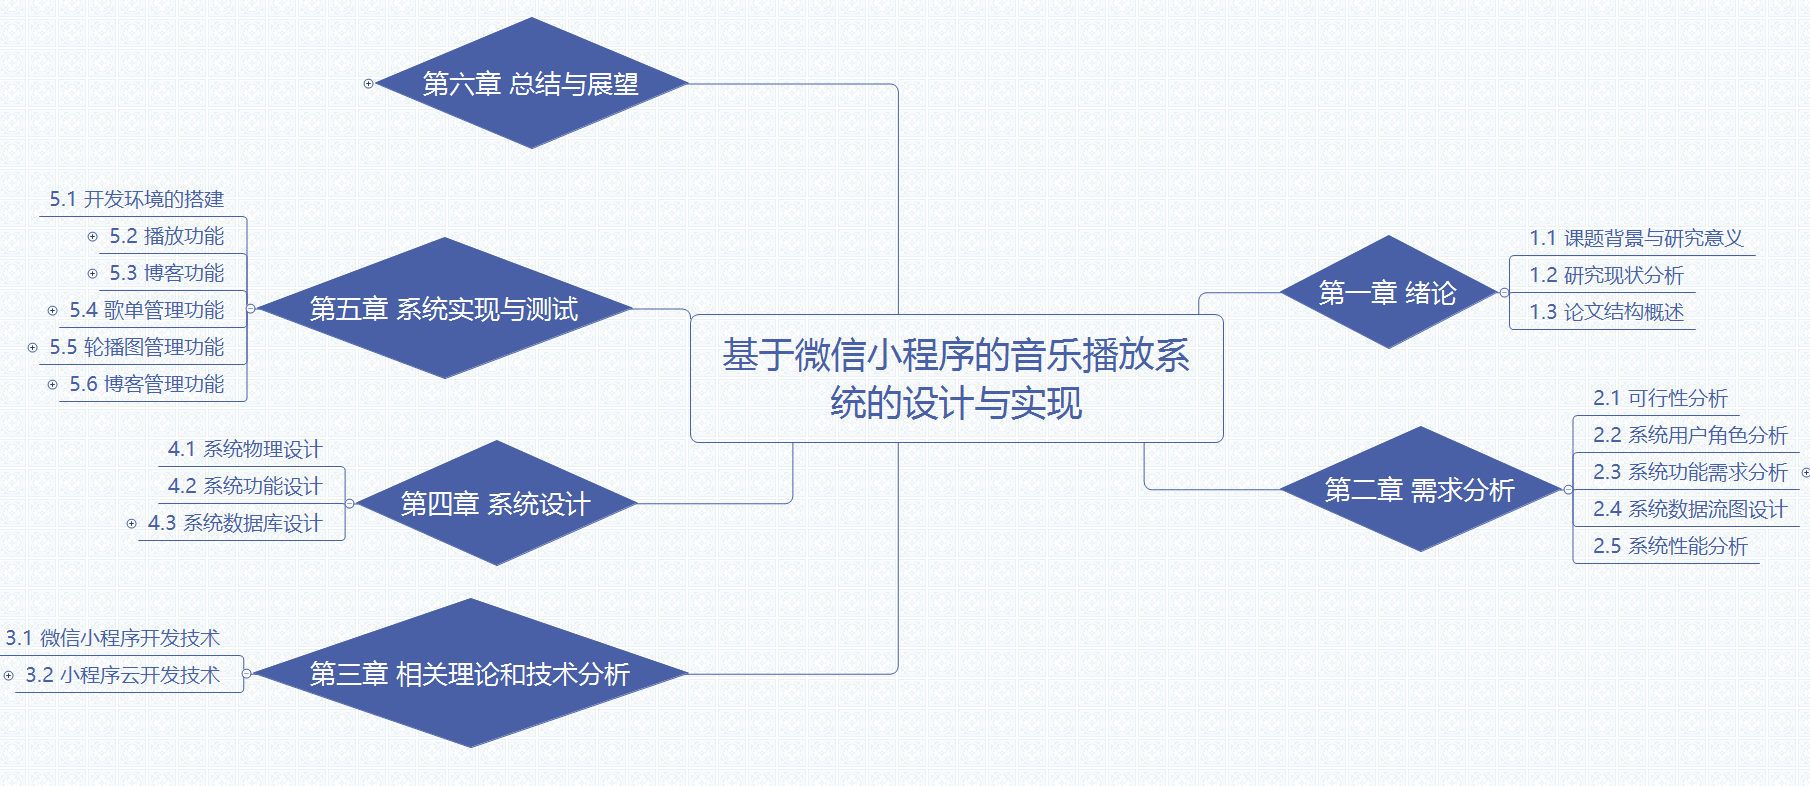 基于微信小程序的音乐播放系
统的设计与实现
第一章 绪论
1.1 课题背景与研究意义
1.2 研究现状分析
1.3 论文结构概述
第二章 需求分析
2.1 可行性分析
2.2 系统用户角色分析
2.3 系统功能需求分析
2.4 系统数据流图设计
2.5 系统性能分析
第三章 相关理论和技术分析
3.1 微信小程序开发技术
3.2 小程序云开发技术
第四章 系统设计
4.1 系统物理设计
4.2 系统功能设计
4.3 系统数据库设计
第五章 系统实现与测试
5.1 开发环境的搭建
5.2 播放功能
5.3 博客功能
5.4 歌单管理功能
5.5 轮播图管理功能
5.6 博客管理功能
第六章 总结与展望